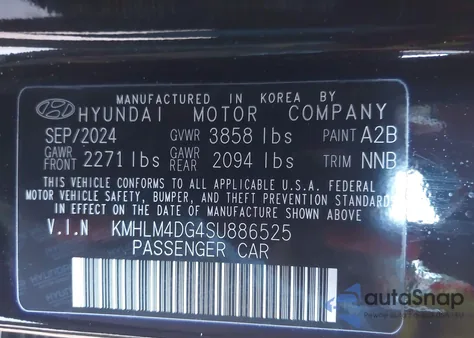 MANUFACTURED IN KOREA BY
HYUNDAI MOTOR COMPANY
SEP/2024 GVWR 3858 lbs PAINT A2B
GAWR FRONT 2271 lbs GAWR REAR 2094 lbs TRIM NNB
THIS VEHICLE CONFORMS TO ALL APPLICABLE U.S.A. FEDERAL
MOTOR VEHICLE SAFETY, BUMPER, AND THEFT PREVENTION STANDARDS
IN EFFECT ON THE DATE OF MANUFACTURE SHOWN ABOVE.
V.I.N KMHLM4DG4SU886525
PASSENGER CAR
autoSnap